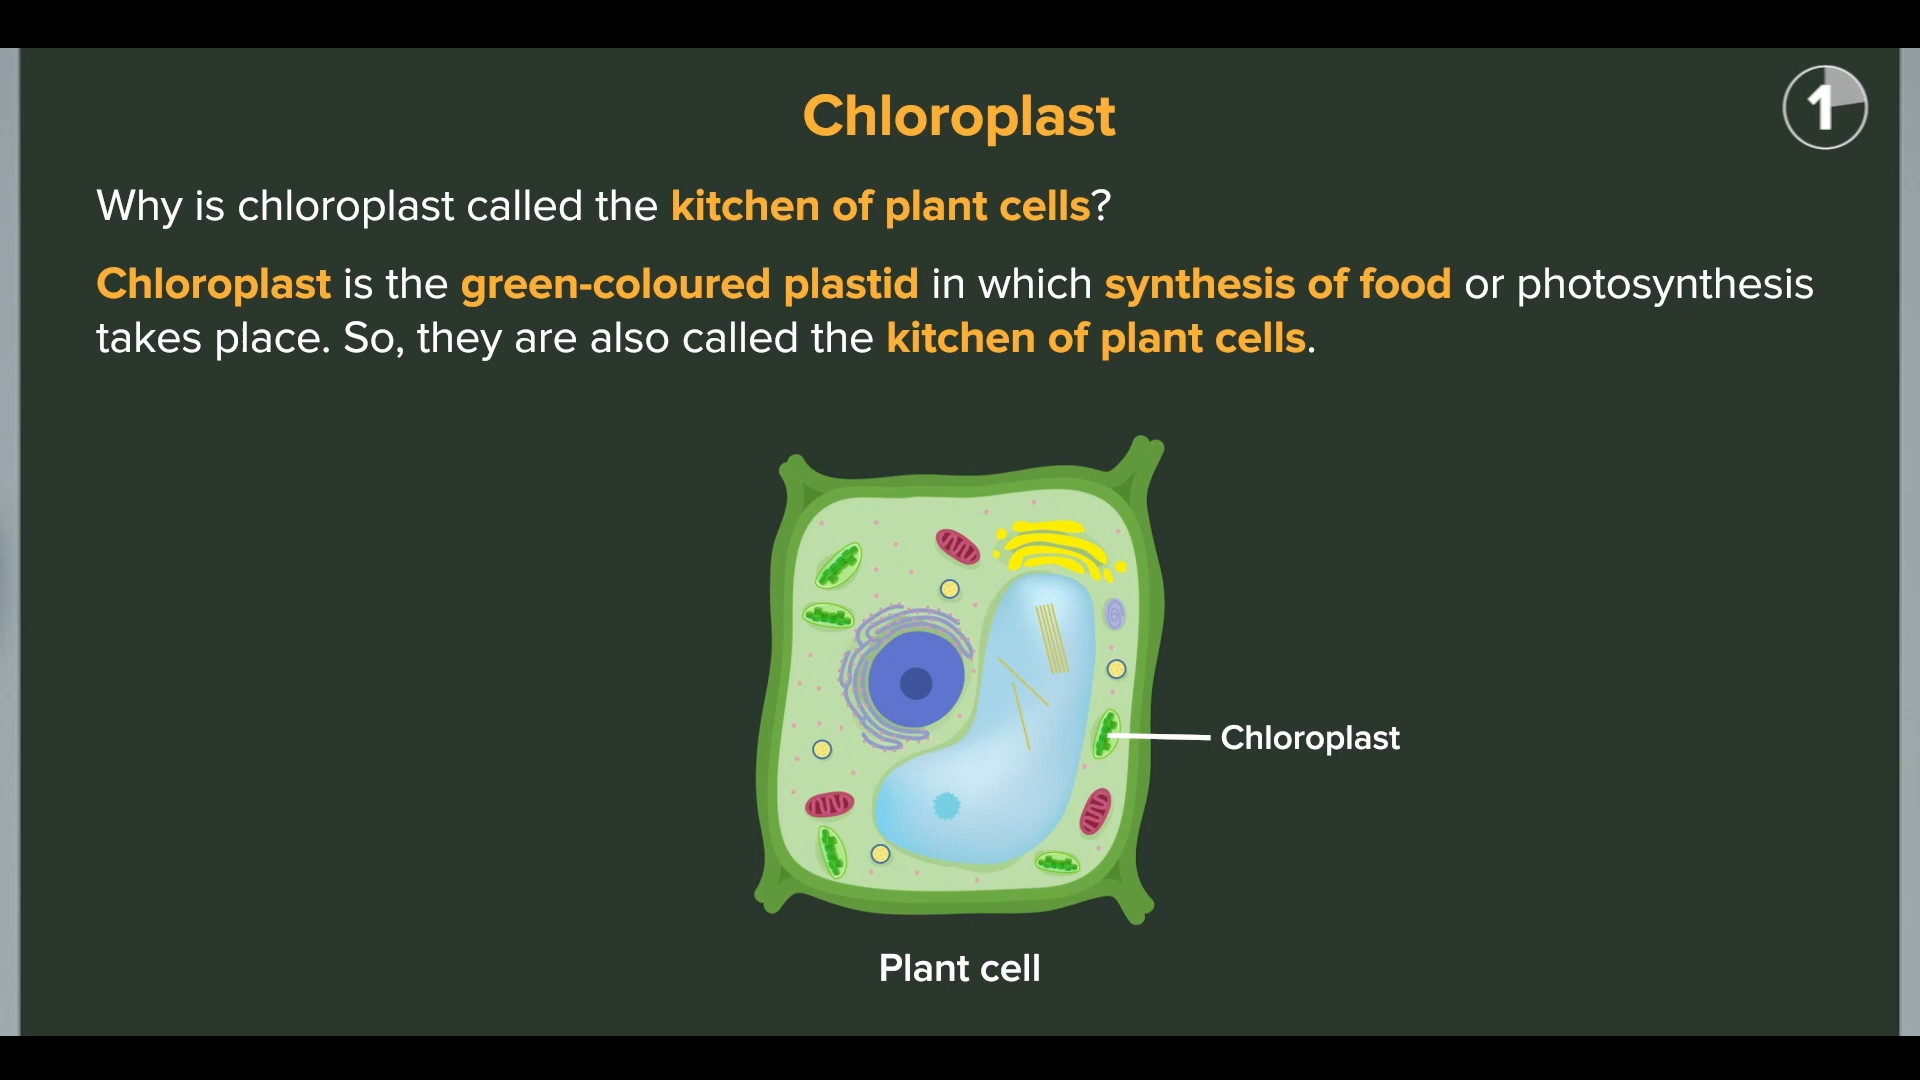 Chloroplast
1
Why is chloroplast called the kitchen of plant cells?
Chloroplast is the green-coloured plastid in which synthesis of food or photosynthesis
takes place. So, they are also called the kitchen of plant cells.
Chloroplast
Plant cell